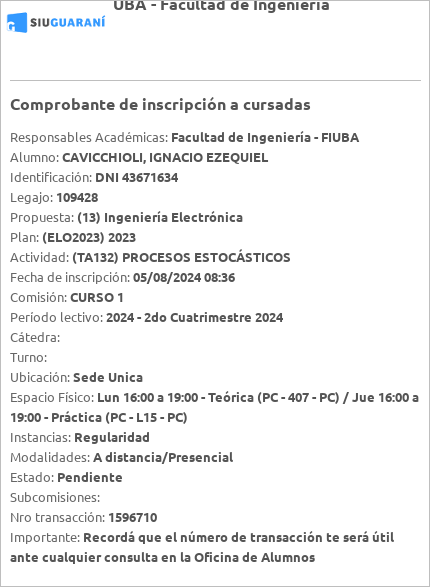 UBA - Facultad de Ingeniería
SIUGUARANÍ
Comprobante de inscripción a cursadas
Responsables Académicas: Facultad de Ingeniería - FIUBA
Alumno: CAVICCHIOLI, IGNACIO EZEQUIEL
Identificación: DNI 43671634
Legajo: 109428
Propuesta: (13) Ingeniería Electrónica
Plan: (ELO2023) 2023
Actividad: (TA132) PROCESOS ESTOCÁSTICOS
Fecha de inscripción: 05/08/2024 08:36
Comisión: CURSO 1
Período lectivo: 2024 - 2do Cuatrimestre 2024
Cátedra:
Turno:
Ubicación: Sede Unica
Espacio Físico: Lun 16:00 a 19:00 - Teórica (PC - 407 - PC) / Jue 16:00 a
19:00 - Práctica (PC - L15 - PC)
Instancias: Regularidad
Modalidades: A distancia/Presencial
Estado: Pendiente
Subcomisiones:
Nro transacción: 1596710
Importante: Recordá que el número de transacción te será útil
ante cualquier consulta en la Oficina de Alumnos